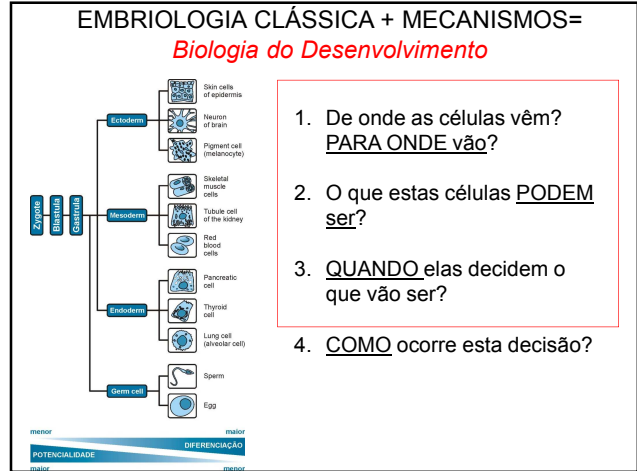 EMBRIOLOGIA CLÁSSICA + MECANISMOS=
Biologia do Desenvolvimento
Zygote
Blastula
Gastrula
Ectoderm
Skin cells
of epidermis
Neuron
of brain
Pigment cell
(melanocyte)
Mesoderm
Skeletal
muscle
cells
Tubule cell
of the kidney
Red
blood
cells
Endoderm
Pancreatic
cell
Thyroid
cell
Lung cell
(alveolar cell)
Germ cell
Sperm
Egg
menor maior
DIFERENCIAÇÃO
POTENCIALIDADE
maior menor
1. De onde as células vêm?
PARA ONDE vão?
2. O que estas células PODEM
ser?
3. QUANDO elas decidem o
que vão ser?
4. COMO ocorre esta decisão?